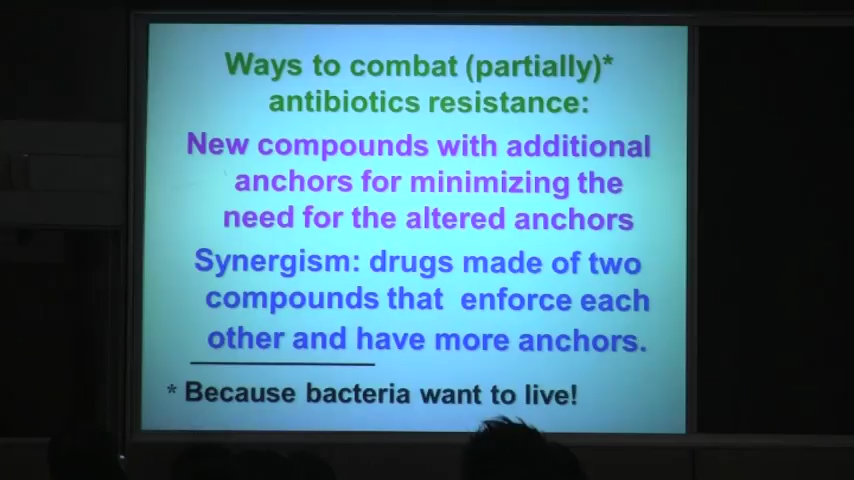 Ways to combat (partially)*
antibiotics resistance:
New compounds with additional
anchors for minimizing the
need for the altered anchors
Synergism: drugs made of two
compounds that enforce each
other and have more anchors.
* Because bacteria want to live!